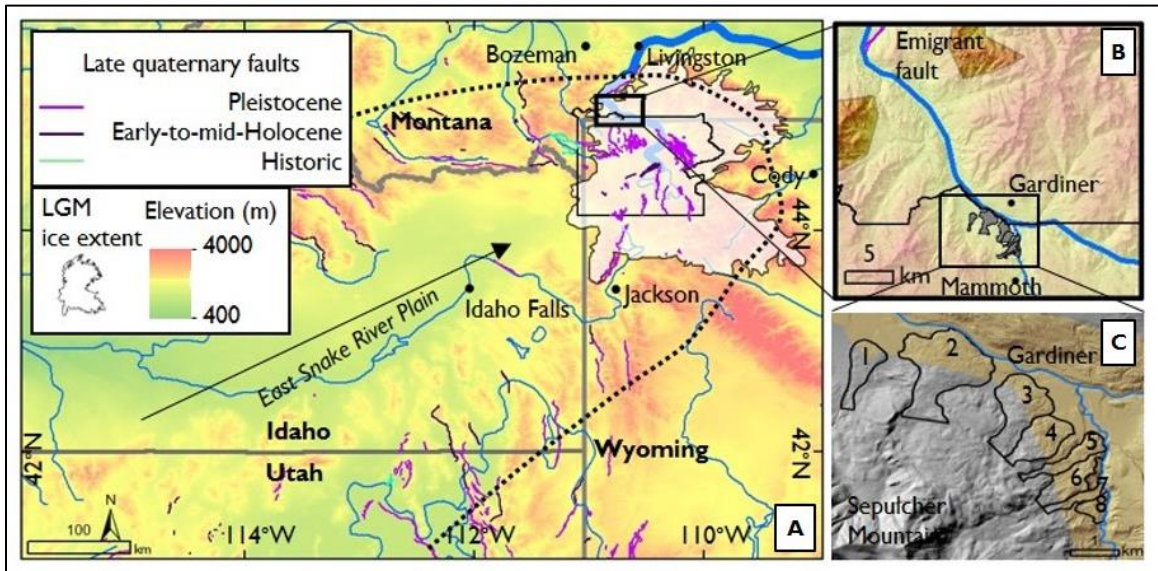 Late quaternary faults
Pleistocene
Early-to-mid-Holocene
Historic
LGM
ice extent
Elevation (m)
4000
400
Bozeman
Livingston
Montana
Cody
44°N
Idaho Falls
Jackson
East Snake River Plain
Idaho
Utah
Wyoming
42°N
42°N
N
100
km
114°W
112°W
110°W
A
Emigrant
fault
B
Gardiner
5
km
Mammoth
C
1
2
Gardiner
3
4
5
6
7
8
Sepulcher
Mountain
1
km